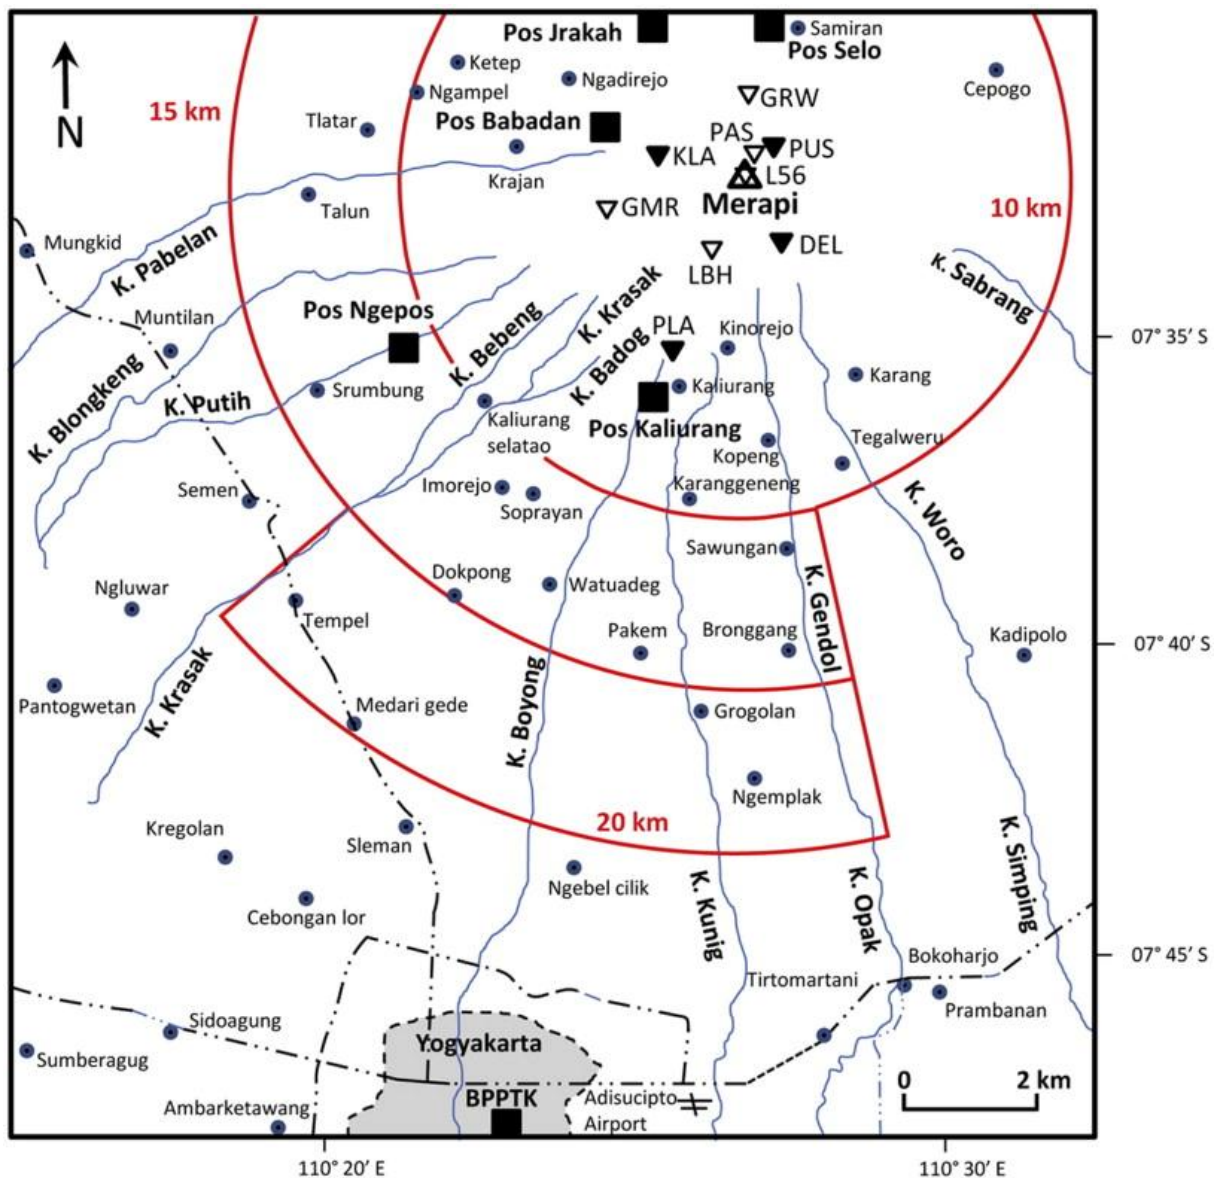 Pos Jrakah
Samiran
Pos Selo
Ketep
Ngadirejo
Cepogo
Ngampel
GRW
15 km
N
Tlatar
Pos Babadan
PAS
PUS
KLA
L56
Krajan
Merapi
Talun
GMR
10 km
Mungkid
DEL
LBH
K. Pabelan
K. Sabrang
Pos Ngepos
K. Bebeng
K. Krasak
Muntilan
PLA
Kinorejo
07° 35′ S
K. Badog
K. Blongkeng
K. Putih
Srumbung
Kaliurang
Karang
Kaliurang
selatao
Pos Kaliurang
Tegalweru
Kopeng
Semen
Imorejo
Karanggeneng
Soprayan
K. Woro
Sawungan
Ngluwar
Dokpong
Watuadeg
K. Gendol
Tempel
Pakem
Bronggang
Kadipolo
07° 40′ S
K. Krasak
Pantogwetan
K. Boyong
Medari gede
Grogolan
Ngemplak
20 km
Kregolan
Sleman
K. Simping
Ngebel cilik
K. Kunig
K. Opak
Cebongan lor
Bokoharjo
07° 45′ S
Tirtomartani
Prambanan
Sidoagung
Yogyakarta
Sumberagug
0 2 km
BPPTK
Adisucipto
Airport
Ambarketawang
110° 20′ E
110° 30′ E